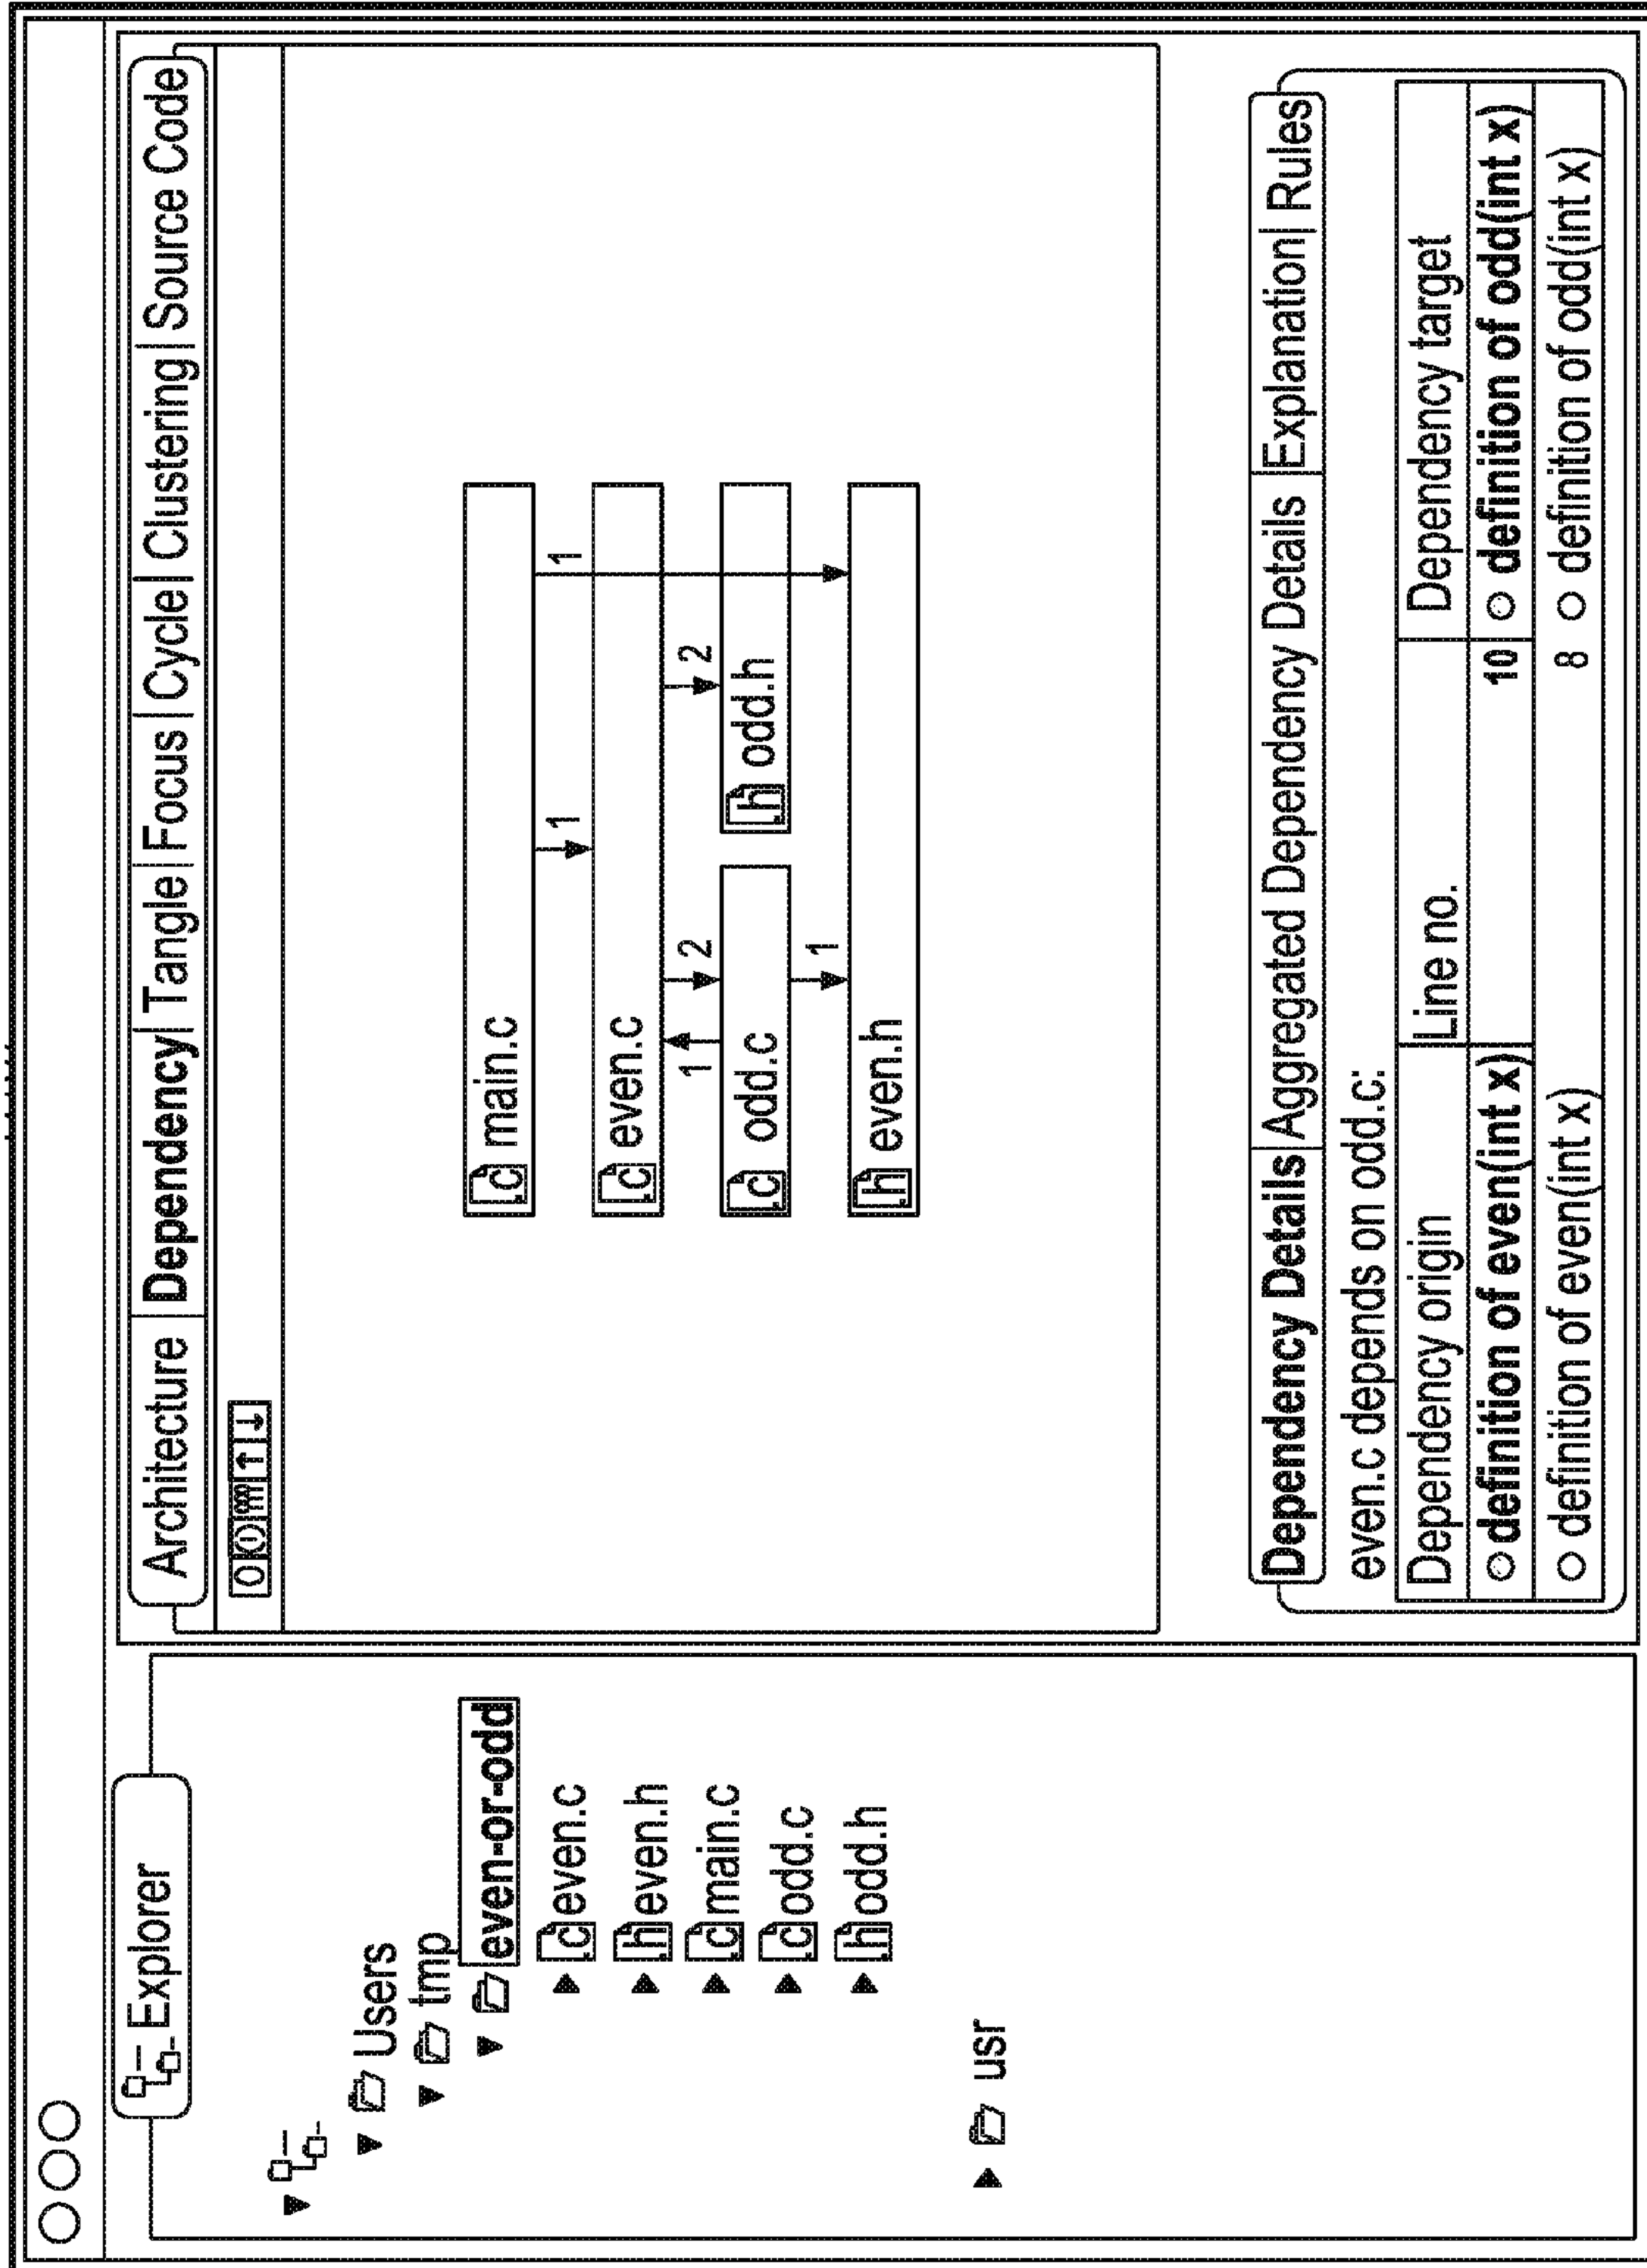 Explorer
Users
tmp
even-or-odd
.c even.c
.h even.h
.c main.c
.c odd.c
.h odd.h
usr
Architecture | Dependency | Tangle | Focus | Cycle | Clustering | Source Code
.c main.c
1
1
.c even.c
1
2
2
.c odd.c
.h odd.h
1
.h even.h
Dependency Details | Aggregated Dependency Details | Explanation | Rules
even.c depends on odd.c:
Dependency origin Line no. Dependency target
definition of even(int x) 10 definition of odd(int x)
definition of even(int x) 8 definition of odd(int x)